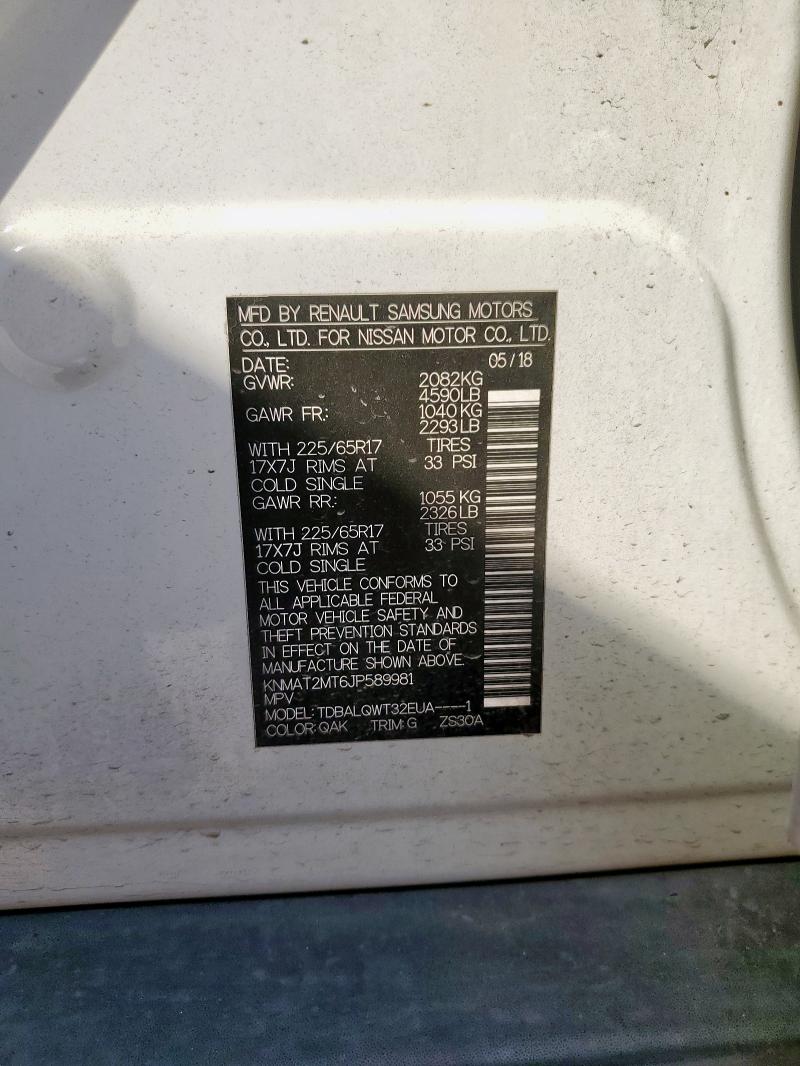 MFD BY RENAULT SAMSUNG MOTORS
CO., LTD. FOR NISSAN MOTOR CO., LTD.
DATE: 05/18
GVWR: 2082KG
4590LB
GAWR FR.: 1040KG
2293LB
WITH 225/65R17 TIRES
17X7J RIMS AT 33 PSI
COLD SINGLE
GAWR RR.: 1055KG
2326LB
WITH 225/65R17 TIRES
17X7J RIMS AT 33 PSI
COLD SINGLE
THIS VEHICLE CONFORMS TO
ALL APPLICABLE FEDERAL
MOTOR VEHICLE SAFETY AND
THEFT PREVENTION STANDARDS
IN EFFECT ON THE DATE OF
MANUFACTURE SHOWN ABOVE.
KNMAT2MT6JP589981
MPV
MODEL: TDBALQWT32EUA----1
COLOR: QAK TRIM: G ZS30A